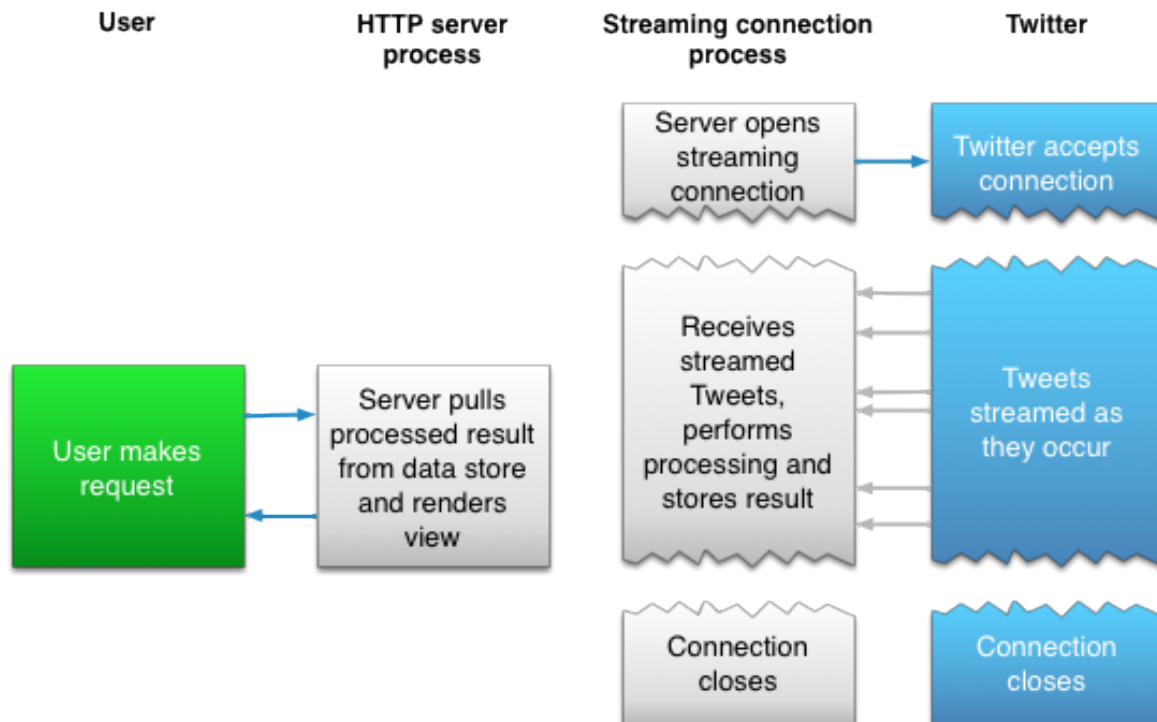 User
HTTP server
process
Streaming connection
process
Twitter
Server opens
streaming
connection
Twitter accepts
connection
User makes
request
Server pulls
processed result
from data store
and renders
view
Receives
streamed
Tweets,
performs
processing and
stores result
Tweets
streamed as
they occur
Connection
closes
Connection
closes